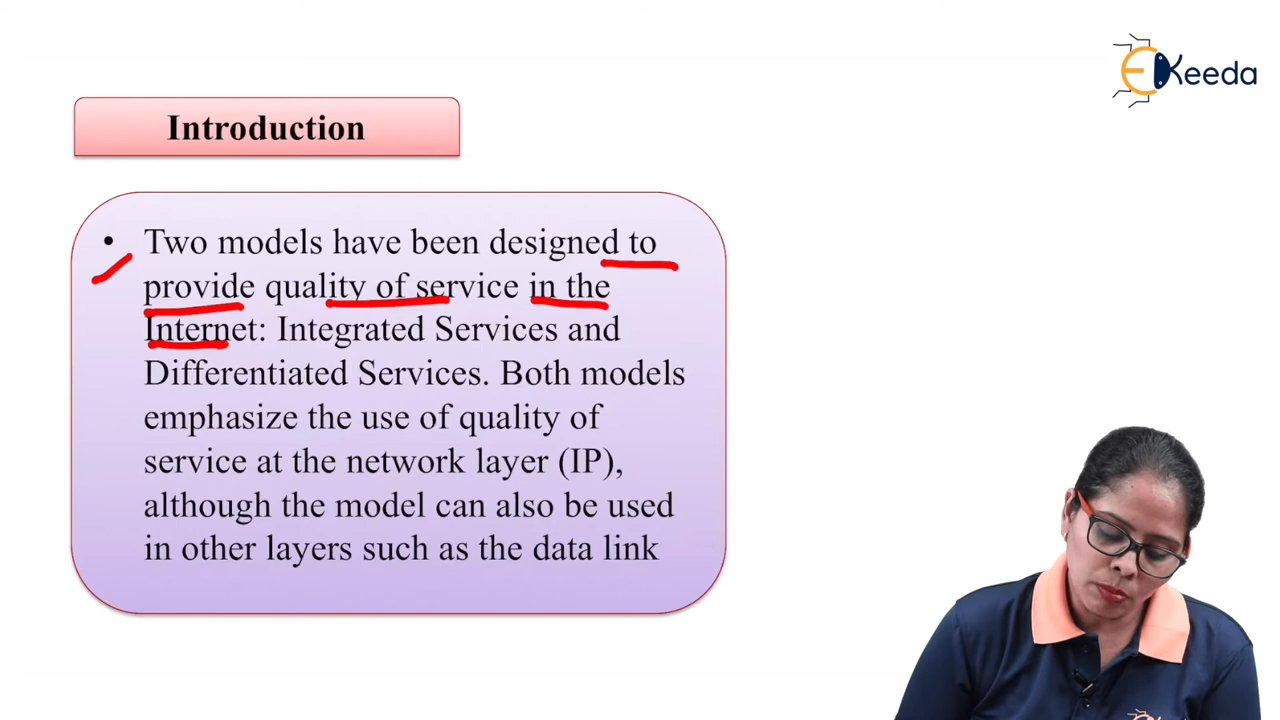 EKeeda
Introduction
• Two models have been designed to
provide quality of service in the
Internet: Integrated Services and
Differentiated Services. Both models
emphasize the use of quality of
service at the network layer (IP),
although the model can also be used
in other layers such as the data link